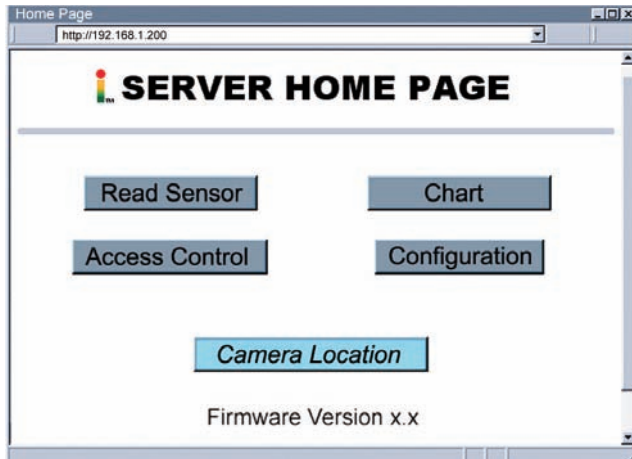 Home Page
http://192.168.1.200
i™ SERVER HOME PAGE
Read Sensor Chart
Access Control Configuration
Camera Location
Firmware Version x.x